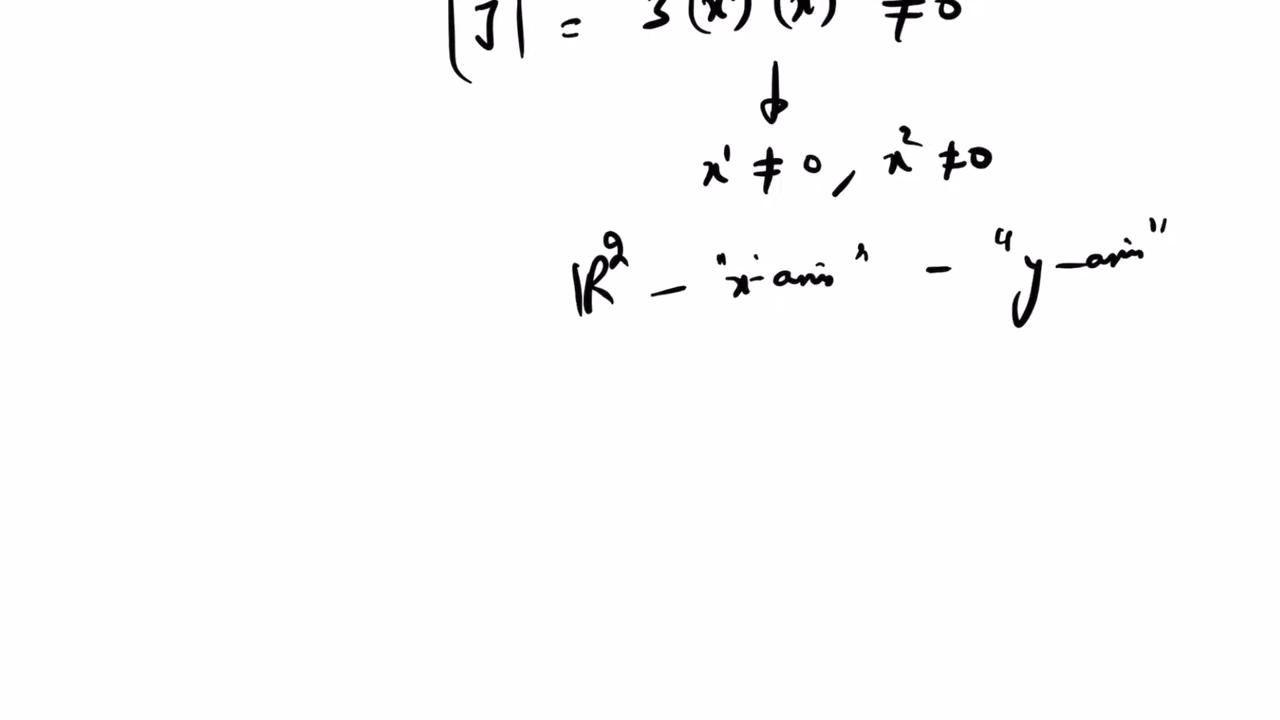 |J| = 3 (x¹) (x²) ≠ 0
↓
x¹ ≠ 0, x² ≠ 0
ℝ² - "x-axis" - "y-axis"